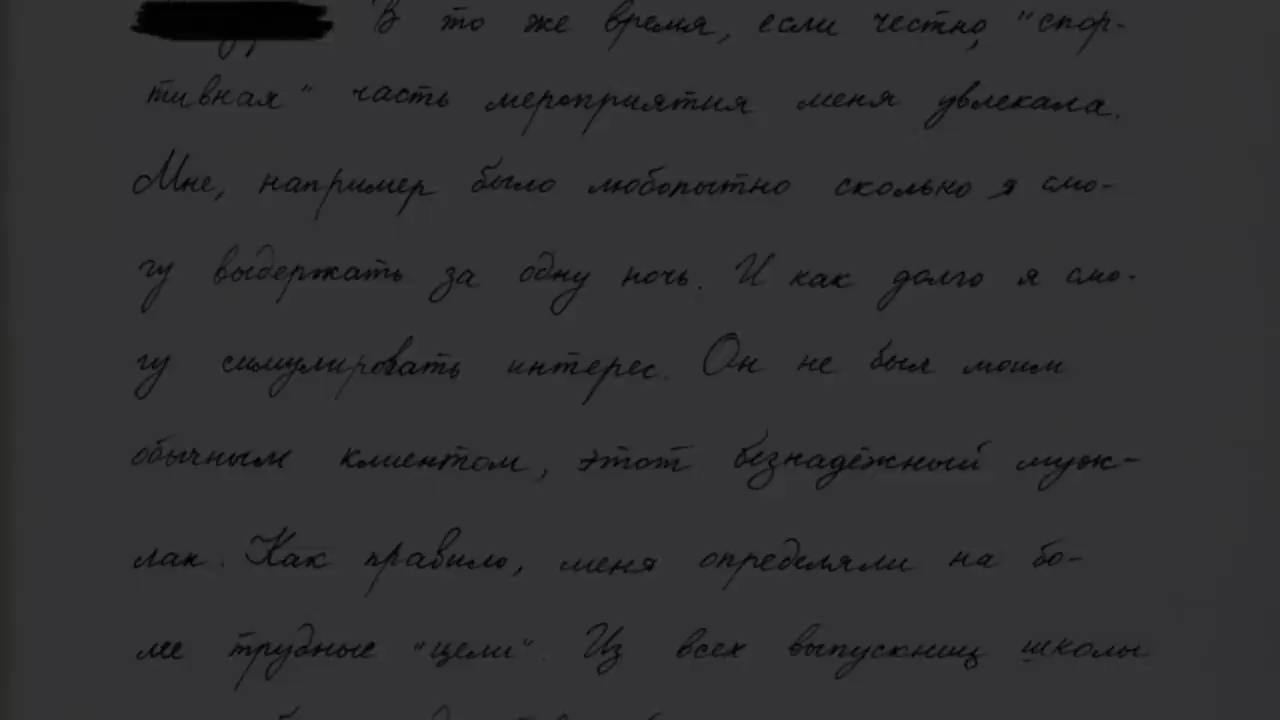 В то же время, если честно, "спор-
тивная" часть мероприятия меня увлекала.
Мне, например было любопытно сколько я смо-
гу выдержать за одну ночь. И как долго я смо-
гу симулировать интерес. Он не был моим
обычным клиентом, этот безнадёжный муж-
лан. Как правило, меня определяли на бо-
лее трудные "цели". Из всех выпускниц школы